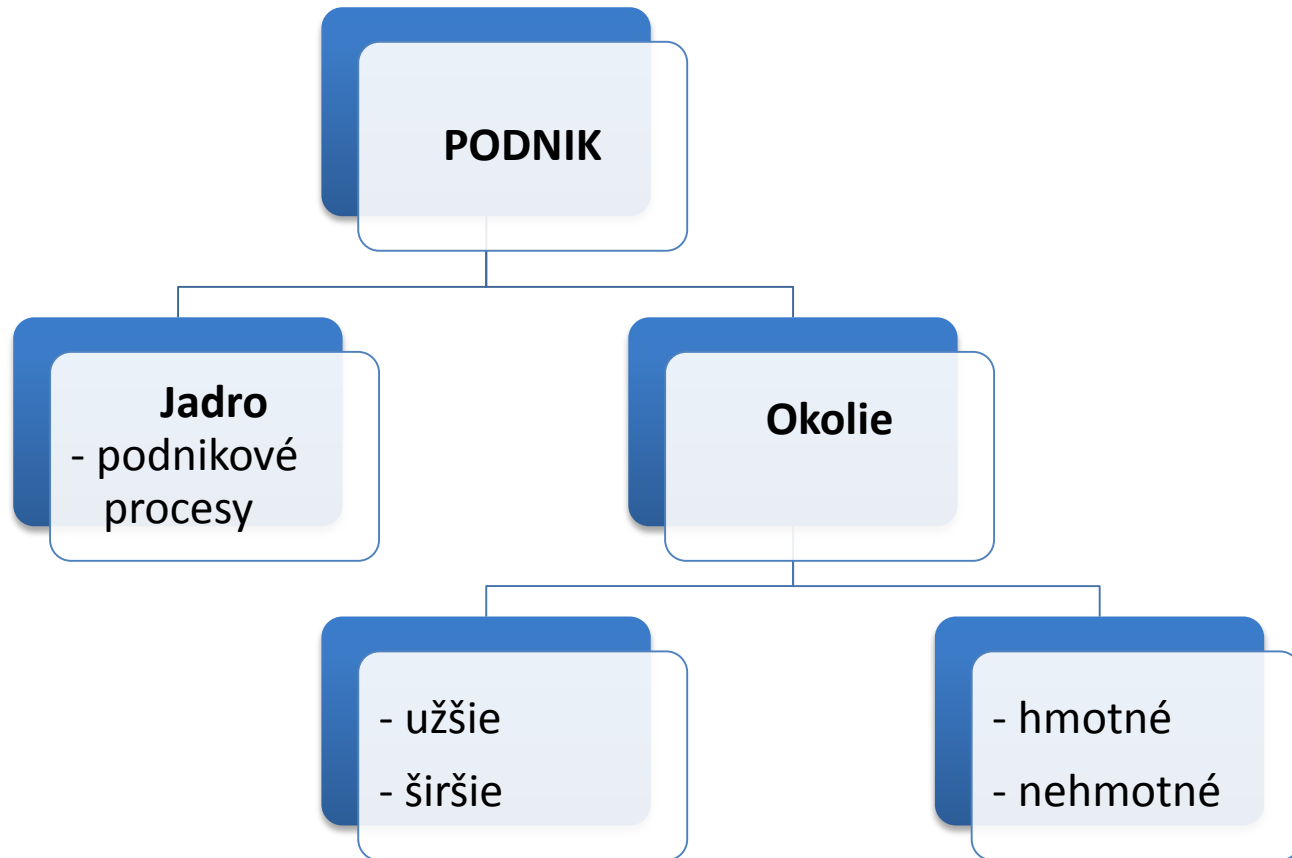 PODNIK
Jadro
- podnikové
procesy
Okolie
- užšie
- širšie
- hmotné
- nehmotné